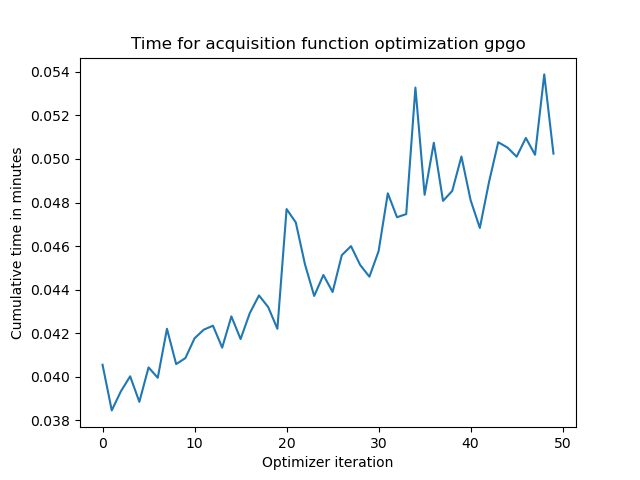 Time for acquisition function optimization gpgo
0.054
0.052
0.050
0.048
0.046
0.044
0.042
0.040
0.038
Cumulative time in minutes
0 10 20 30 40 50
Optimizer iteration